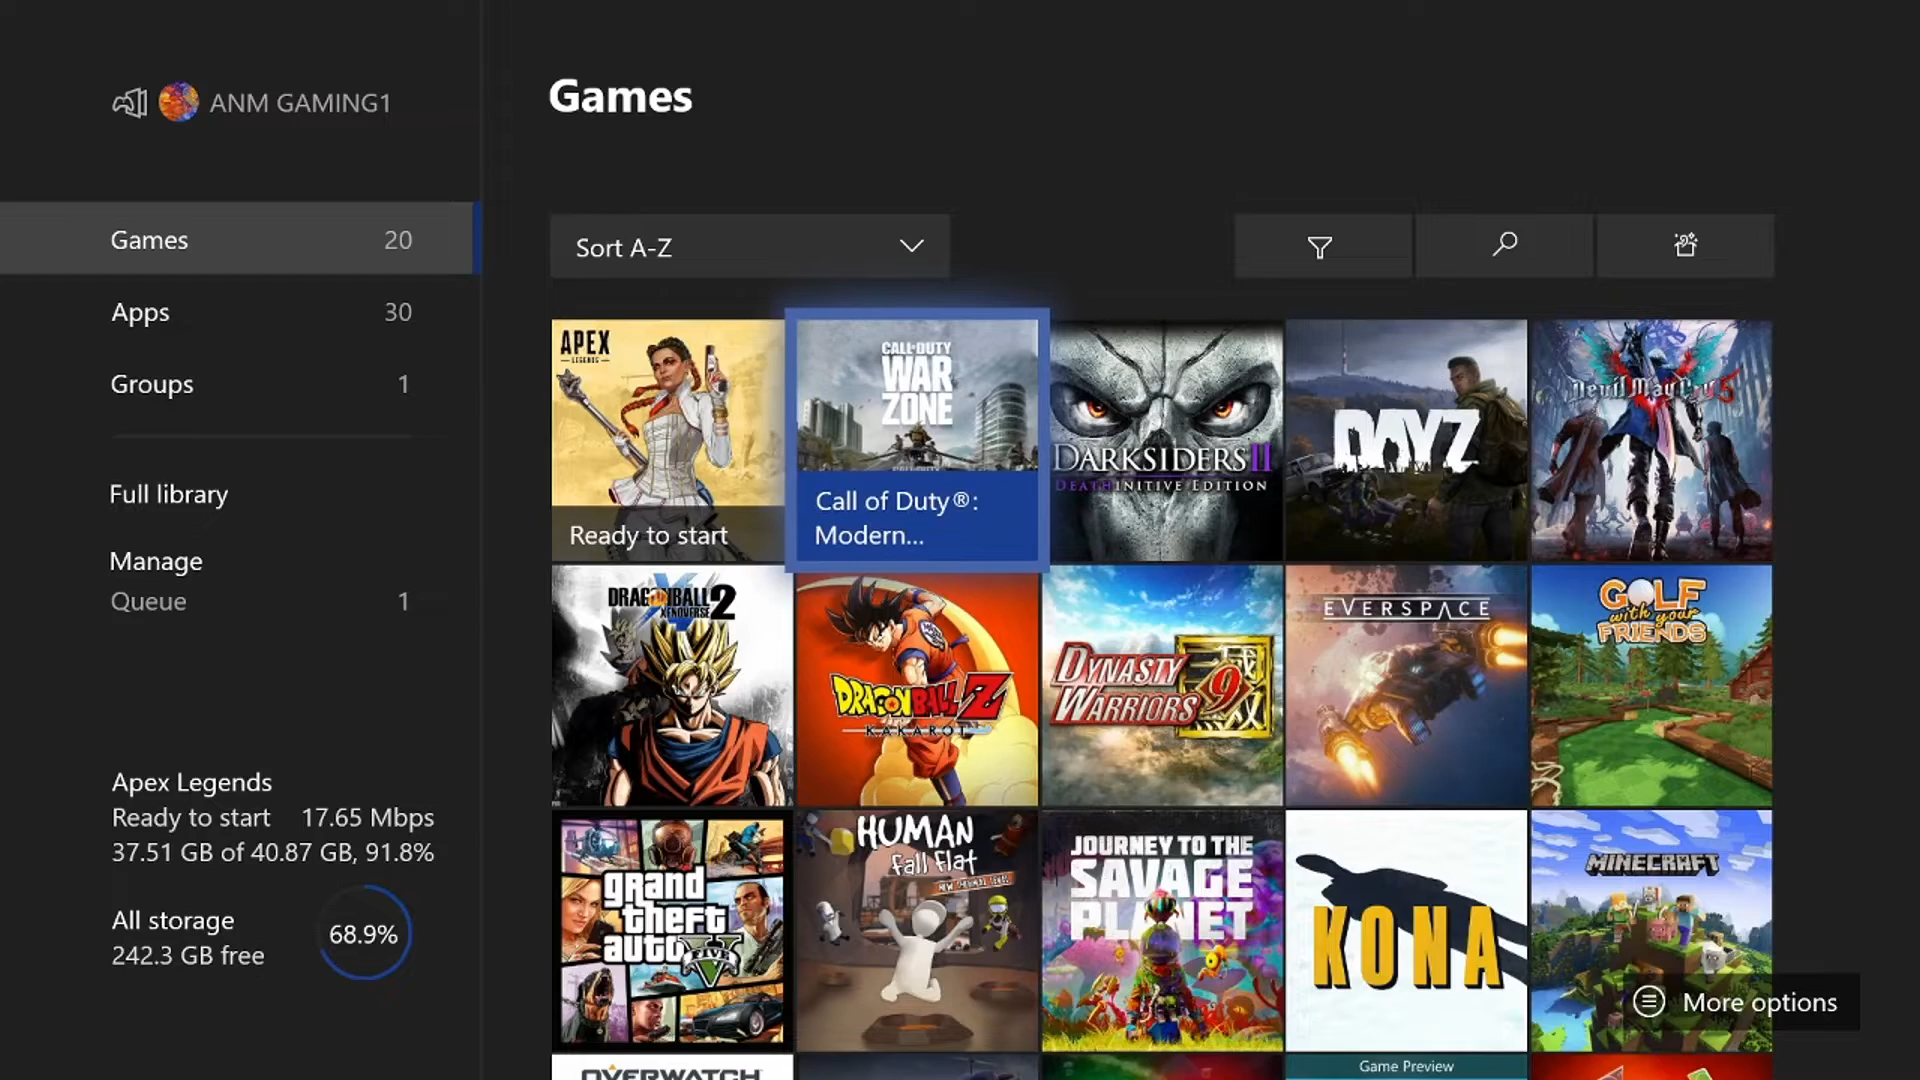 ANM GAMING1
Games
Games 20
Apps 30
Groups 1
Full library
Manage
Queue 1
Apex Legends
Ready to start 17.65 Mbps
37.51 GB of 40.87 GB, 91.8%
All storage
242.3 GB free
68.9%
Sort A-Z
APEX
LEGENDS
Ready to start
CALL OF DUTY
WAR
ZONE
Call of Duty®:
Modern...
DARKSIDERS II
DEATHINITIVE EDITION
DAYZ
Devil May Cry 5
DRAGONBALL
XENOVERSE 2
DRAGONBALL Z
KAKAROT
DYNASTY
WARRIORS 9
EVERSPACE
GOLF
with your
FRIENDS
grand
theft
auto
FIVE
HUMAN
fall flat
JOURNEY TO THE
SAVAGE
PLANET
KONA
MINECRAFT
More options
OVERWATCH
Game Preview